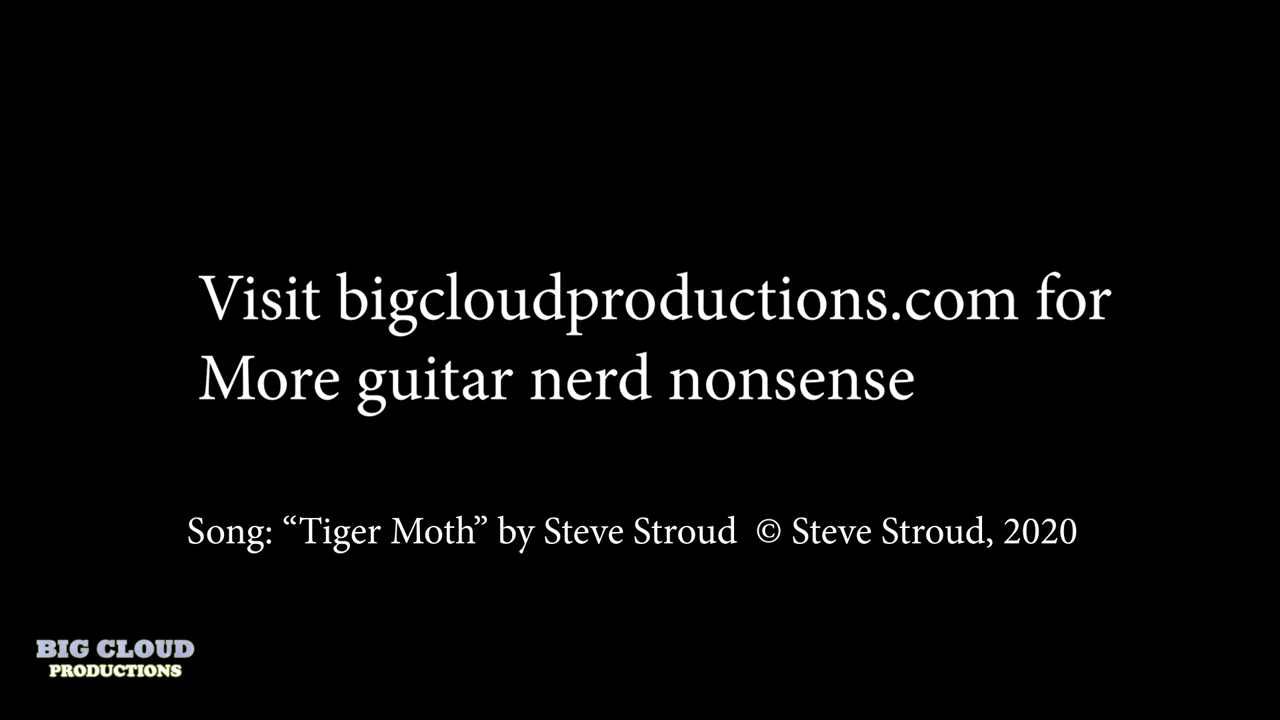 Visit bigcloudproductions.com for
More guitar nerd nonsense
Song: “Tiger Moth” by Steve Stroud  © Steve Stroud, 2020
BIG CLOUD
PRODUCTIONS